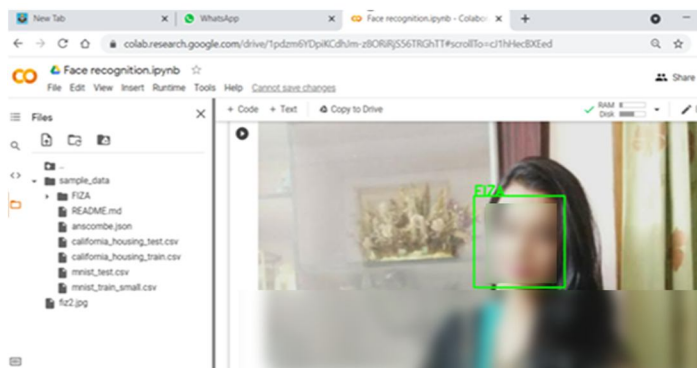 New Tab
WhatsApp
Face recognition.ipynb - Colabor
colab.research.google.com/drive/1pdzm6YDpiKCdhJm-z8ORiRjS56TRGhTT#scrollTo=cJ1hHecBXEed
Face recognition.ipynb
Share
File Edit View Insert Runtime Tools Help Cannot save changes
Files
+ Code + Text Copy to Drive
RAM
Disk
..
sample_data
FIZA
README.md
anscombe.json
california_housing_test.csv
california_housing_train.csv
mnist_test.csv
mnist_train_small.csv
fiz2.jpg
FIZA